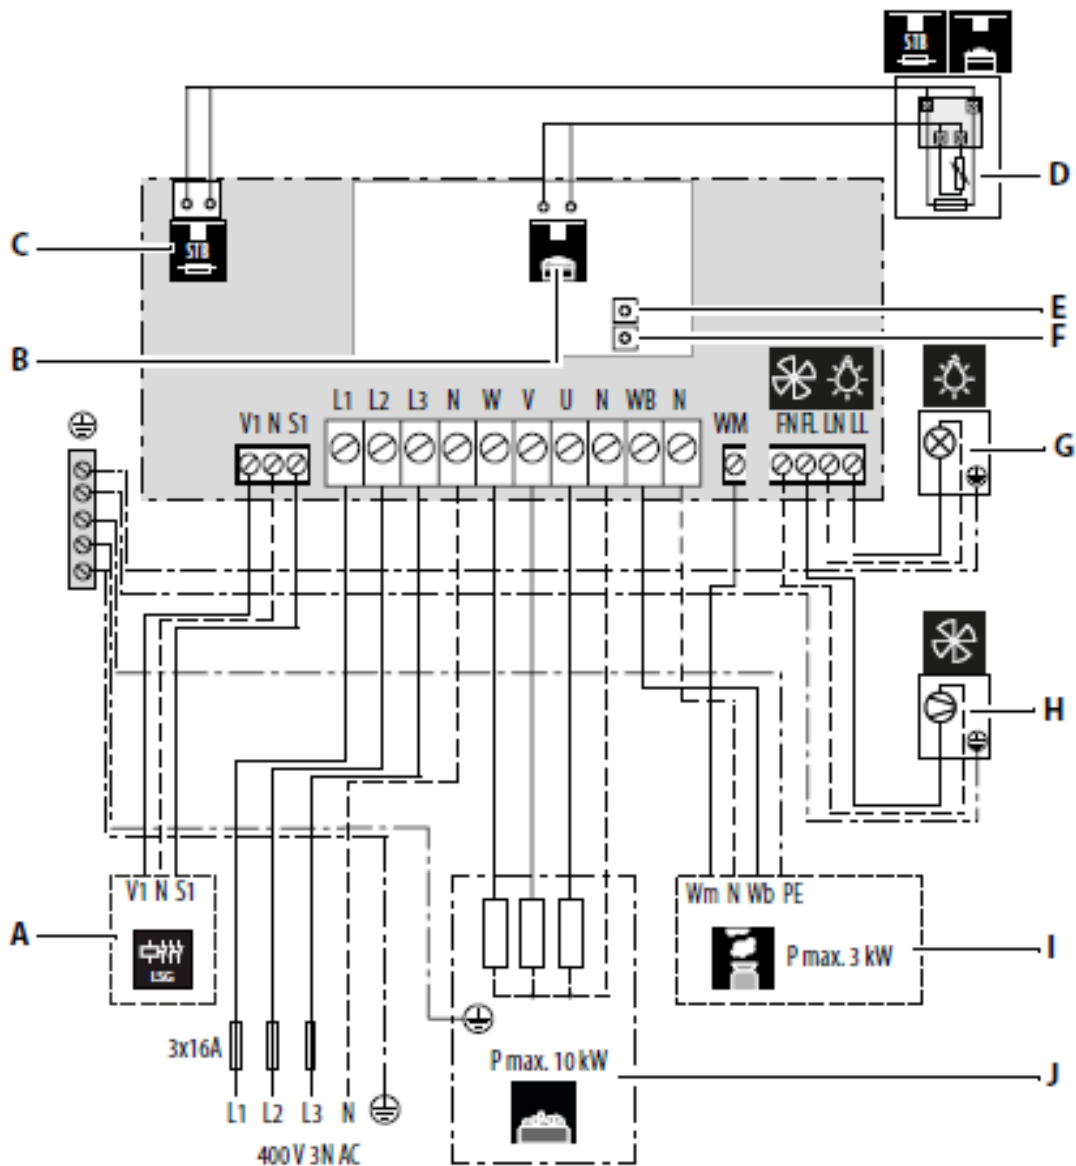 STB
D
C
STB
E
F
B
L1 L2 L3 N W V U N WB N
V1 N S1
WM
FN FL LN LL
G
H
V1 N S1
Wm N Wb PE
A
LSG
P max. 3 kW
I
3x16A
P max. 10 kW
J
L1 L2 L3 N
400 V 3N AC